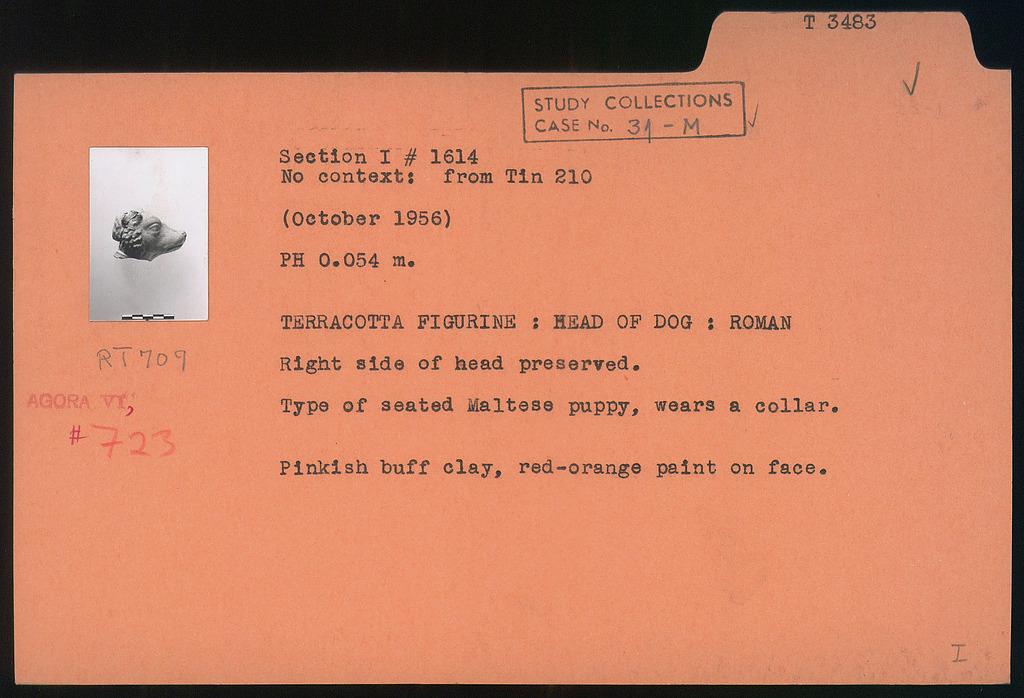 T 3483
STUDY COLLECTIONS
CASE No. 31 - M
Section I # 1614
No context: from Tin 210
(October 1956)
PH 0.054 m.
TERRACOTTA FIGURINE : HEAD OF DOG : ROMAN
Right side of head preserved.
Type of seated Maltese puppy, wears a collar.
Pinkish buff clay, red-orange paint on face.
RT 709
AGORA VI,
# 723
I